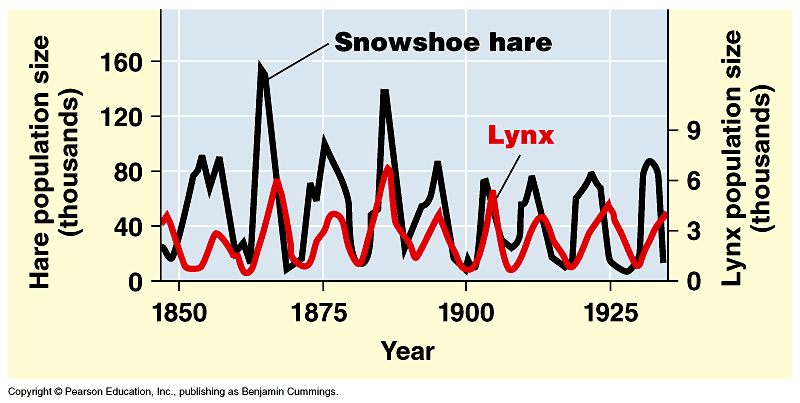 Snowshoe hare
Lynx
Hare population size
(thousands)
160
120
80
40
0
Lynx population size
(thousands)
9
6
3
0
1850 1875 1900 1925
Year
Copyright © Pearson Education, Inc., publishing as Benjamin Cummings.